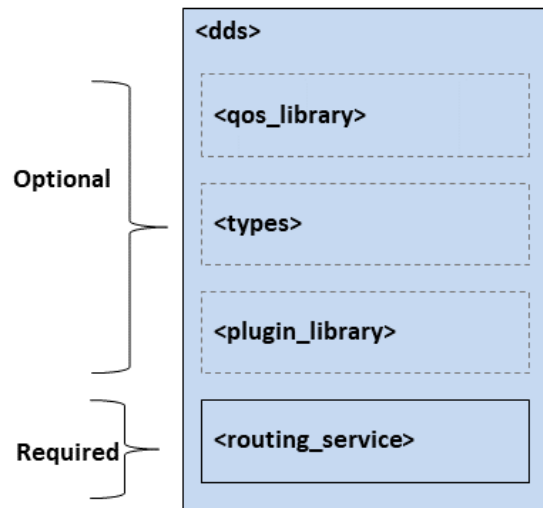 <dds>
<qos_library>
Optional
<types>
<plugin_library>
<routing_service>
Required